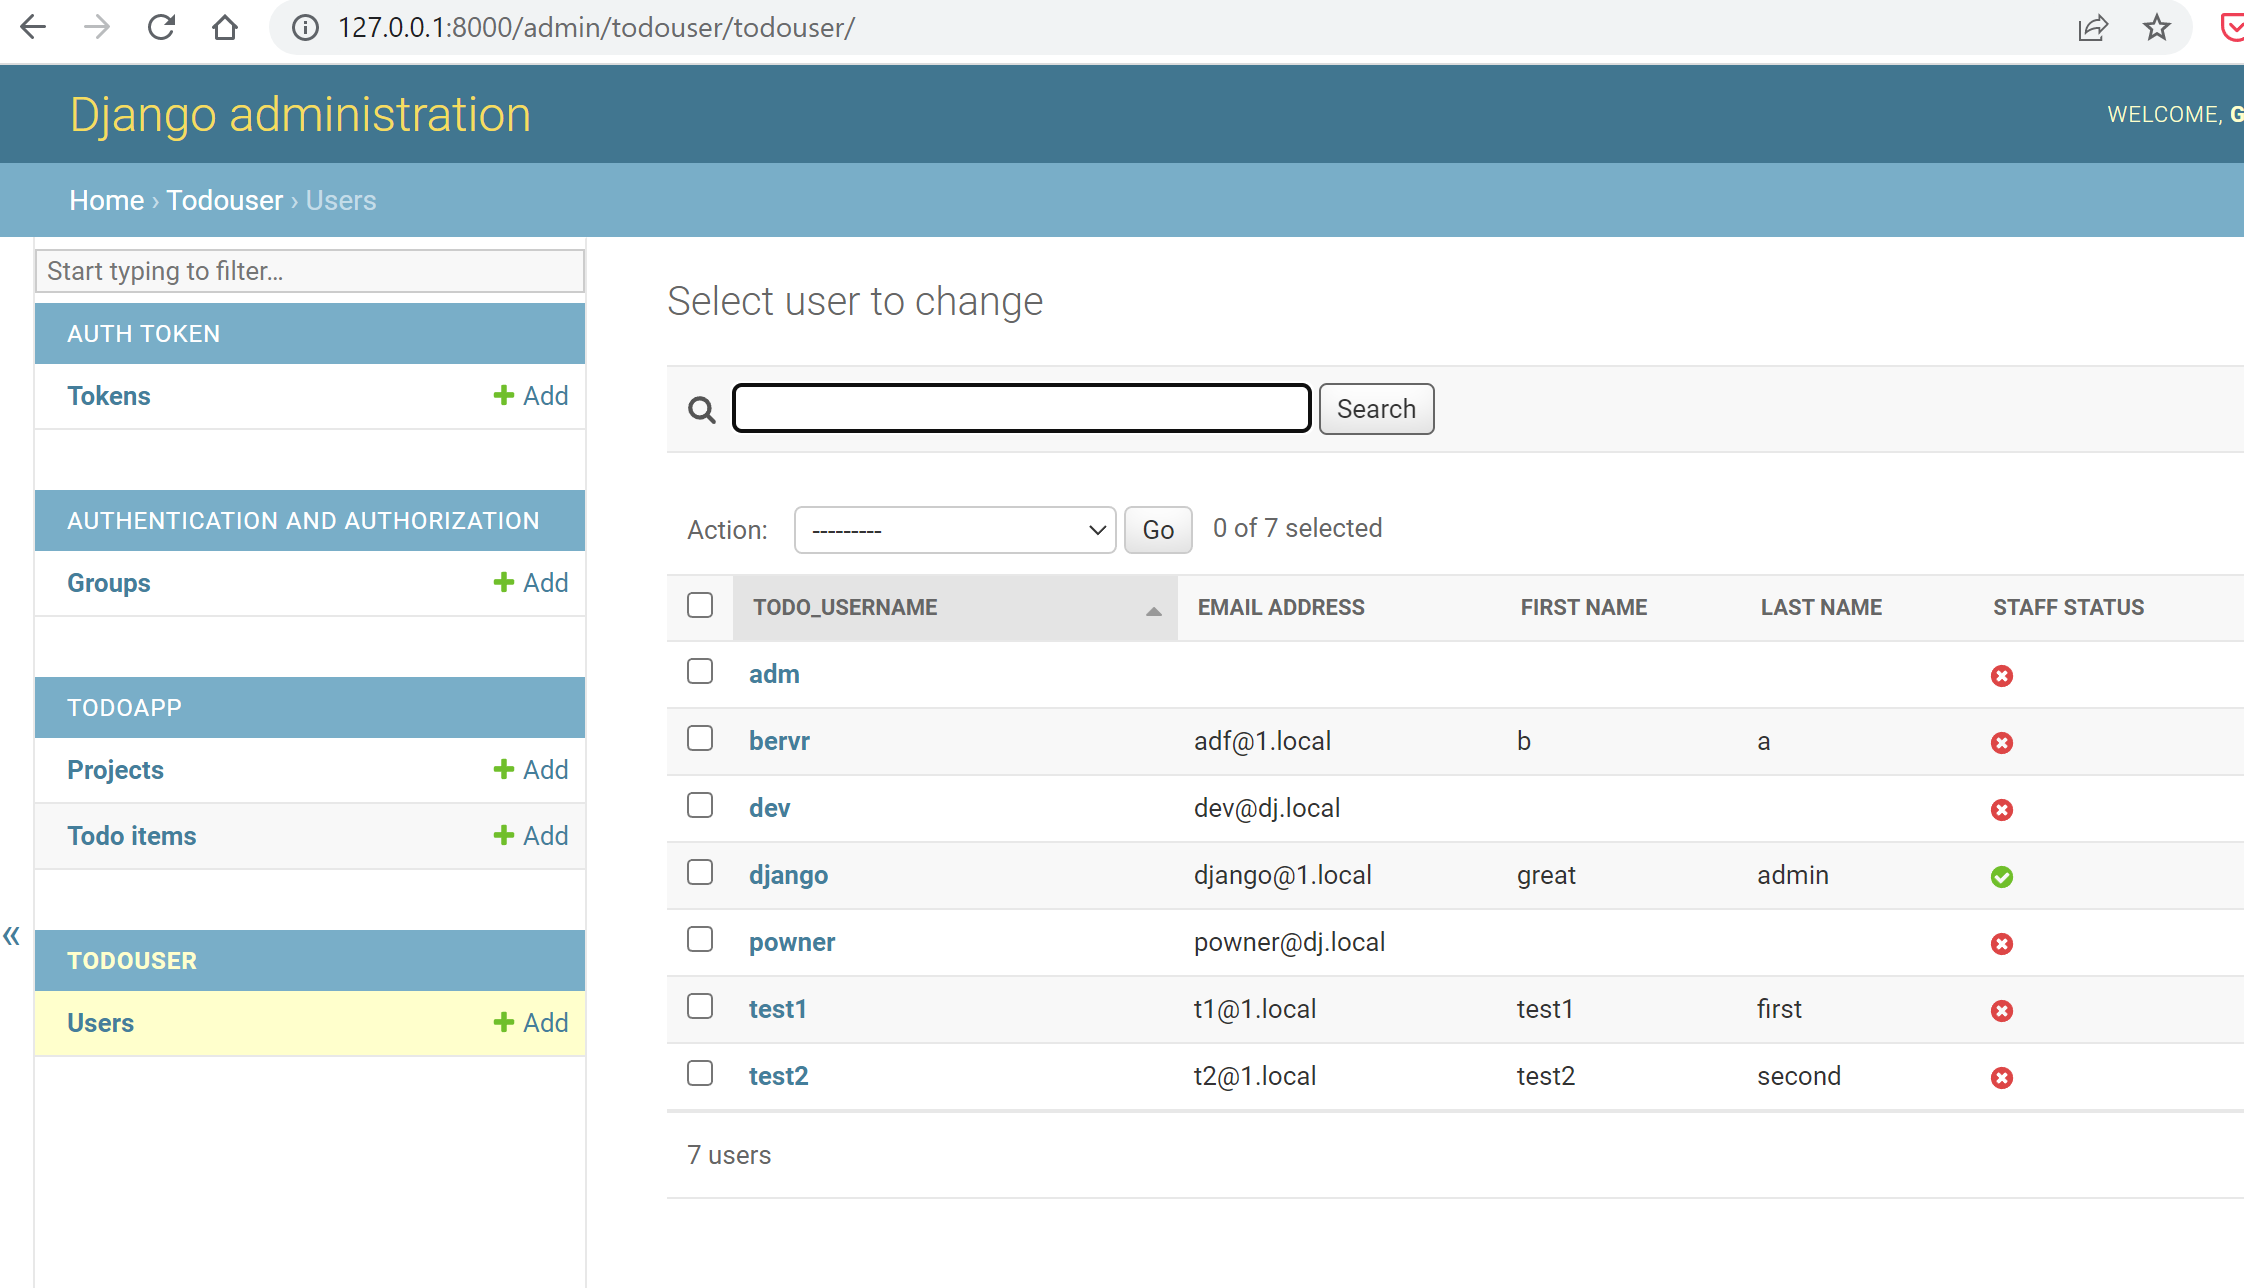 127.0.0.1:8000/admin/todouser/todouser/
Django administration
WELCOME, G
Home › Todouser › Users
Start typing to filter...
AUTH TOKEN
Tokens + Add
AUTHENTICATION AND AUTHORIZATION
Groups + Add
TODOAPP
Projects + Add
Todo items + Add
«
TODOUSER
Users + Add
Select user to change
Search
Action: --------- Go 0 of 7 selected
TODO_USERNAME EMAIL ADDRESS FIRST NAME LAST NAME STAFF STATUS
adm
bervr adf@1.local b a
dev dev@dj.local
django django@1.local great admin
powner powner@dj.local
test1 t1@1.local test1 first
test2 t2@1.local test2 second
7 users